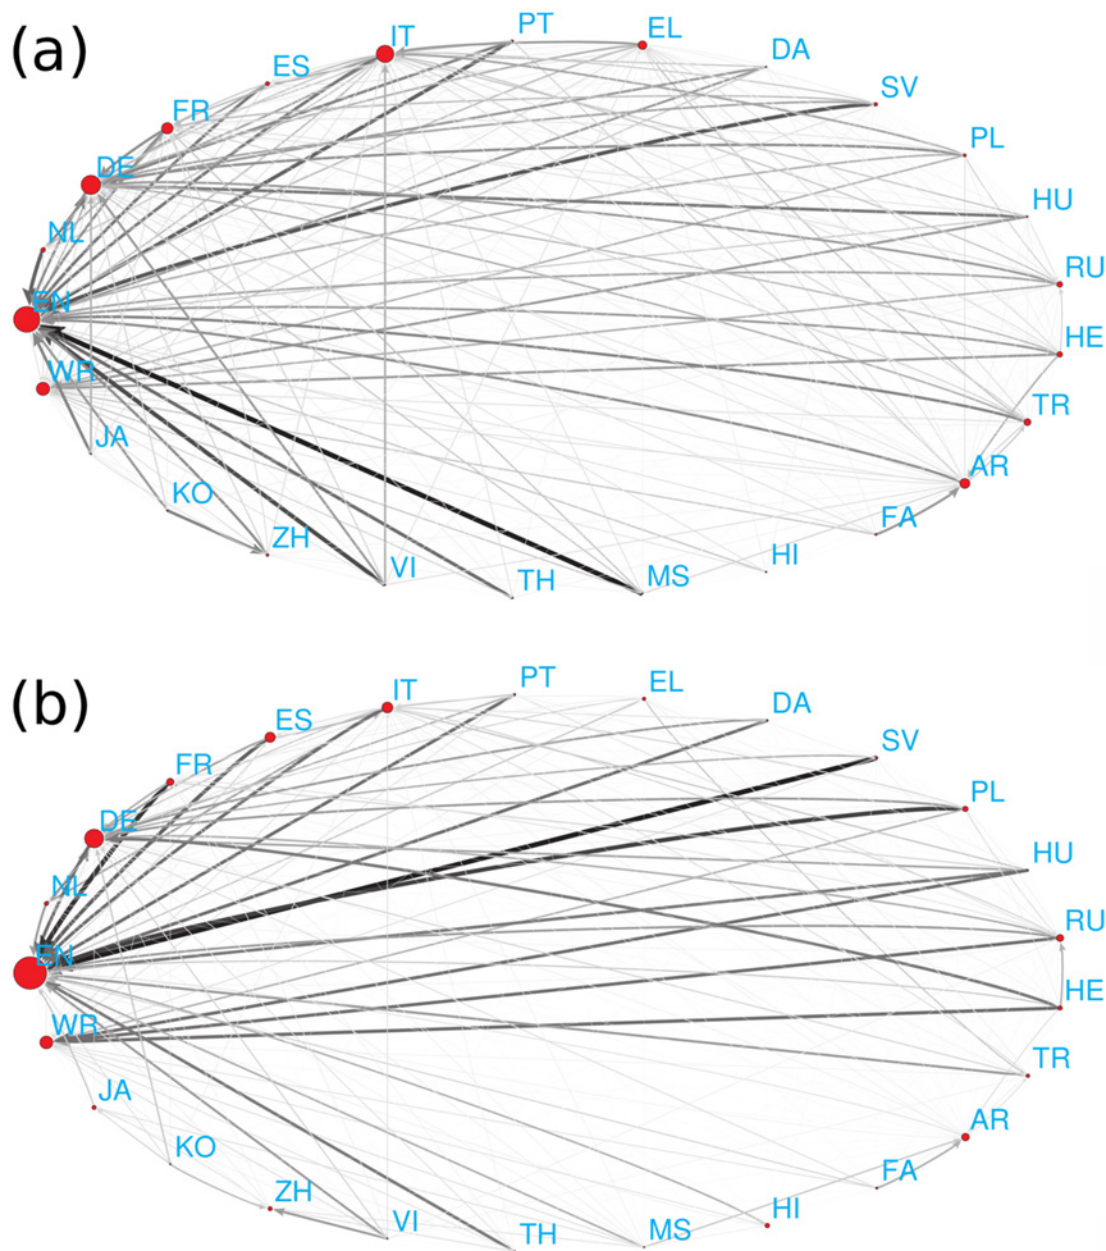 (a)
IT
PT
EL
DA
ES
SV
FR
PL
DE
HU
NL
RU
EN
HE
WR
TR
JA
AR
KO
FA
ZH
HI
VI
TH
MS
(b)
IT
PT
EL
DA
ES
SV
FR
PL
DE
HU
NL
RU
EN
HE
WR
TR
JA
AR
KO
FA
ZH
HI
VI
TH
MS